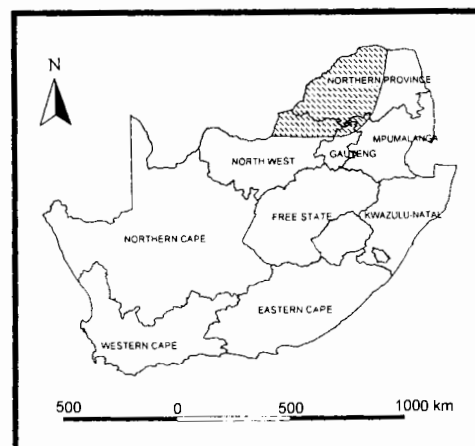 N
NORTHERN PROVINCE
MPUMALANGA
GAUTENG
NORTH WEST
FREE STATE
KWAZULU-NATAL
NORTHERN CAPE
EASTERN CAPE
WESTERN CAPE
500 0 500 1000 km